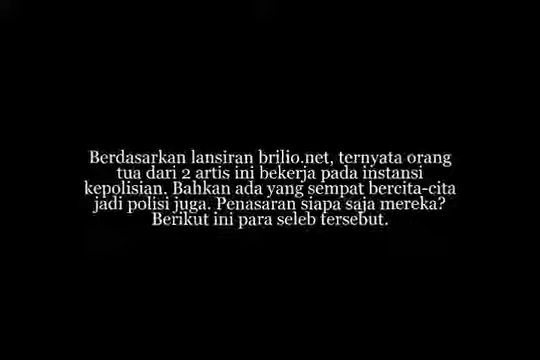 Berdasarkan lansiran brilio.net, ternyata orang
tua dari 2 artis ini bekerja pada instansi
kepolisian. Bahkan ada yang sempat bercita-cita
jadi polisi juga. Penasaran siapa saja mereka?
Berikut ini para seleb tersebut.